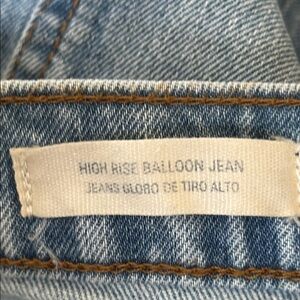 HIGH RISE BALLOON JEAN
JEANS GLOBO DE TIRO ALTO